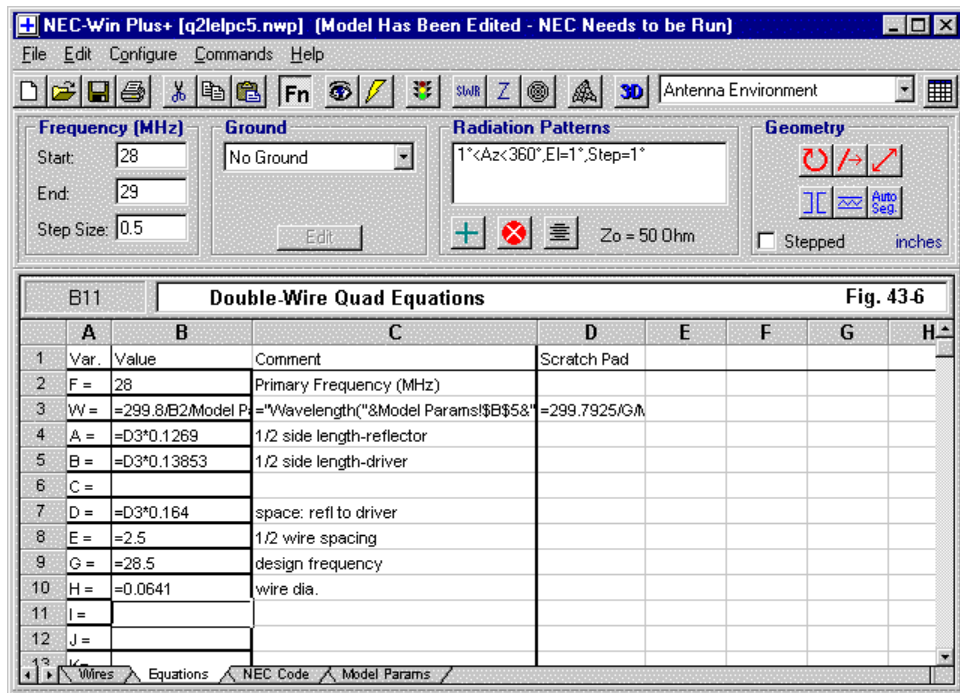 NEC-Win Plus+ [q2lelpc5.nwp] (Model Has Been Edited - NEC Needs to be Run)
File Edit Configure Commands Help
Fn SWR Z 3D Antenna Environment
Frequency (MHz) Ground Radiation Patterns Geometry
Start: 28 No Ground 1°<Az<360°,El=1°,Step=1°
End: 29
Auto Seg.
Step Size: 0.5 Edit Zo = 50 Ohm Stepped inches
B11 Double-Wire Quad Equations Fig. 43-6
A B C D E F G H
1 Var. Value Comment Scratch Pad
2 F = 28 Primary Frequency (MHz)
3 W = =299.8/B2/Model P ="Wavelength("&Model Params!$B$5&" =299.7925/G/M
4 A = =D3*0.1269 1/2 side length-reflector
5 B = =D3*0.13853 1/2 side length-driver
6 C =
7 D = =D3*0.164 space: refl to driver
8 E = =2.5 1/2 wire spacing
9 G = =28.5 design frequency
10 H = =0.0641 wire dia.
11 I =
12 J =
13 K=
Wires Equations NEC Code Model Params